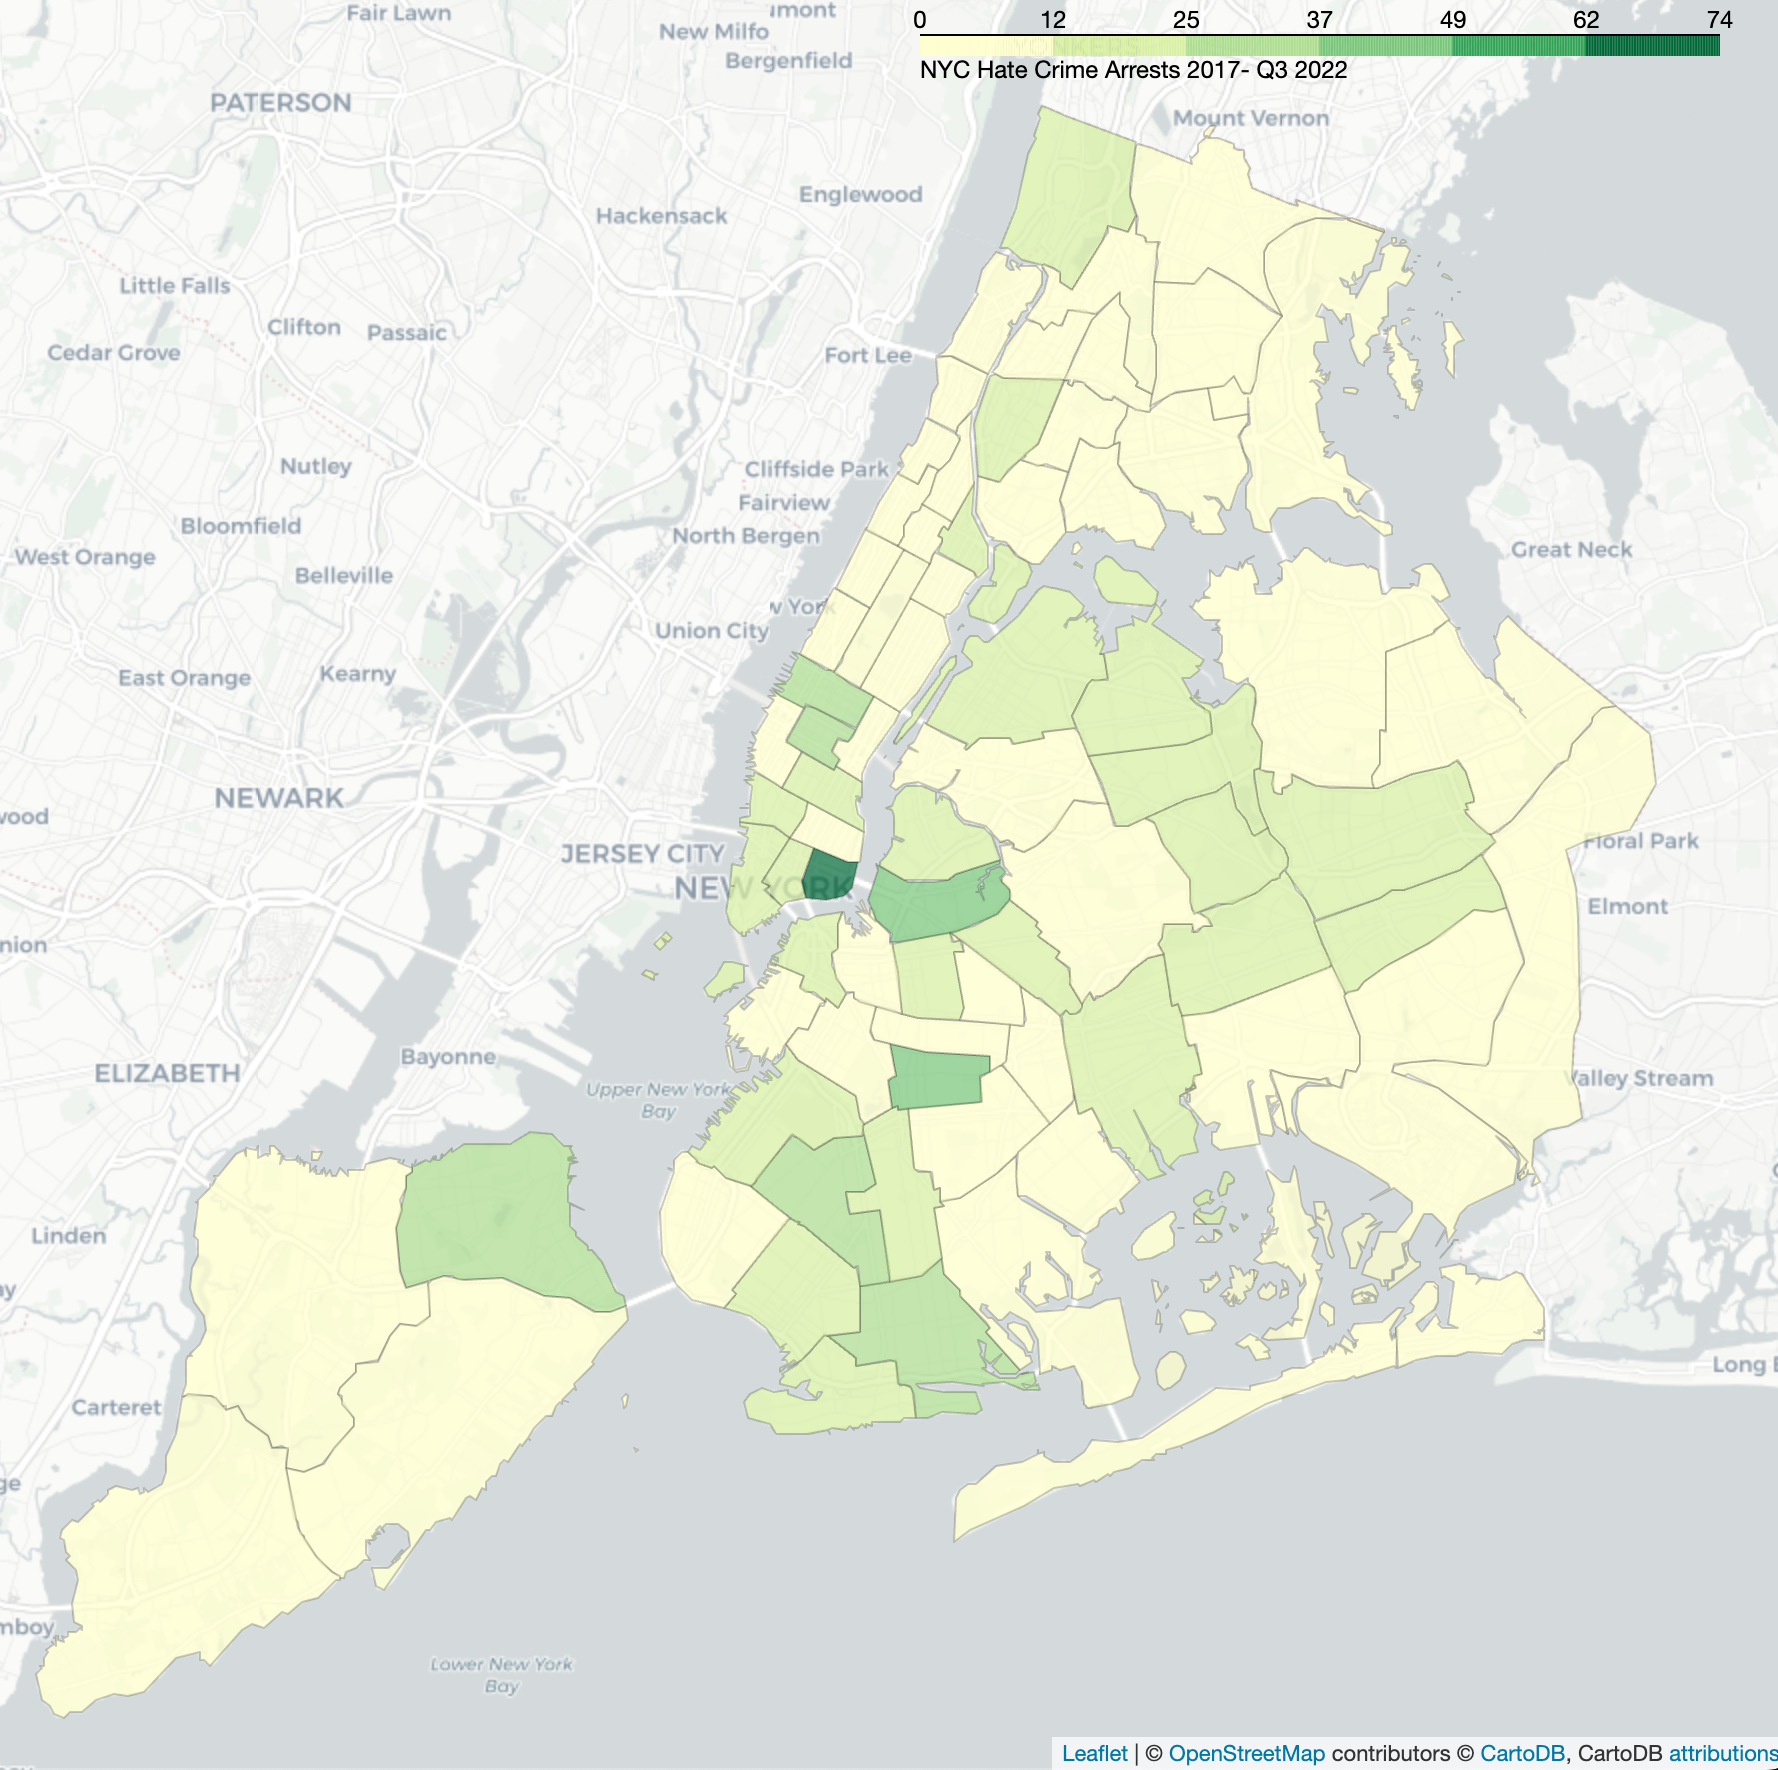 Fair Lawn
New Milfo
Bergenfield
0 12 25 37 49 62 74
YONKERS
NYC Hate Crime Arrests 2017- Q3 2022
PATERSON
Mount Vernon
Englewood
Hackensack
Little Falls
Clifton
Passaic
Cedar Grove
Fort Lee
Nutley
Cliffside Park
Fairview
Bloomfield
North Bergen
West Orange
Great Neck
Belleville
w York
Union City
East Orange
Kearny
NEWARK
wood
JERSEY CITY
Floral Park
NEW YORK
Elmont
nion
Bayonne
ELIZABETH
Upper New York
Bay
Valley Stream
Linden
ay
Long B
Carteret
ge
mboy
Lower New York
Bay
Leaflet | © OpenStreetMap contributors © CartoDB, CartoDB attributions